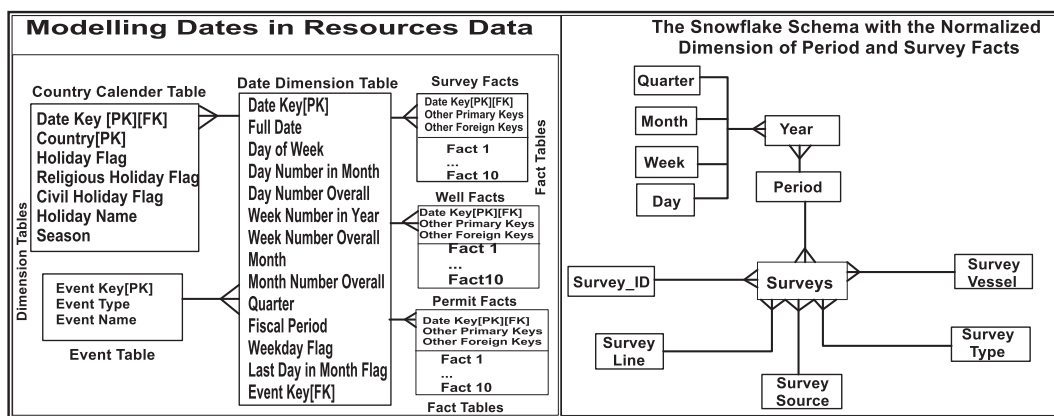 Modelling Dates in Resources Data
Country Calender Table
Date Key [PK][FK]
Country[PK]
Holiday Flag
Religious Holiday Flag
Civil Holiday Flag
Holiday Name
Season
Dimension Tables
Event Key[PK]
Event Type
Event Name
Event Table
Date Dimension Table
Date Key[PK]
Full Date
Day of Week
Day Number in Month
Day Number Overall
Week Number in Year
Week Number Overall
Month
Month Number Overall
Quarter
Fiscal Period
Weekday Flag
Last Day in Month Flag
Event Key[FK]
Survey Facts
Date Key[PK][FK]
Other Primary Keys
Other Foreign Keys
Fact 1
...
Fact 10
Fact Tables
Well Facts
Date Key[PK][FK]
Other Primary Keys
Other Foreign Keys
Fact 1
...
Fact10
Permit Facts
Date Key[PK][FK]
Other Primary Keys
Other Foreign Keys
Fact 1
...
Fact 10
Fact Tables
The Snowflake Schema with the Normalized
Dimension of Period and Survey Facts
Quarter
Month
Week
Day
Year
Period
Survey_ID
Surveys
Survey
Vessel
Survey
Line
Survey
Source
Survey
Type